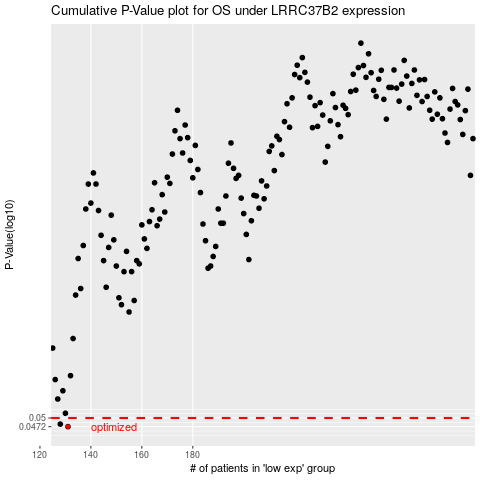 Cumulative P-Value plot for OS under LRRC37B2 expression
P-Value(log10)
0.05
0.0472
optimized
120 140 160 180
# of patients in 'low exp' group